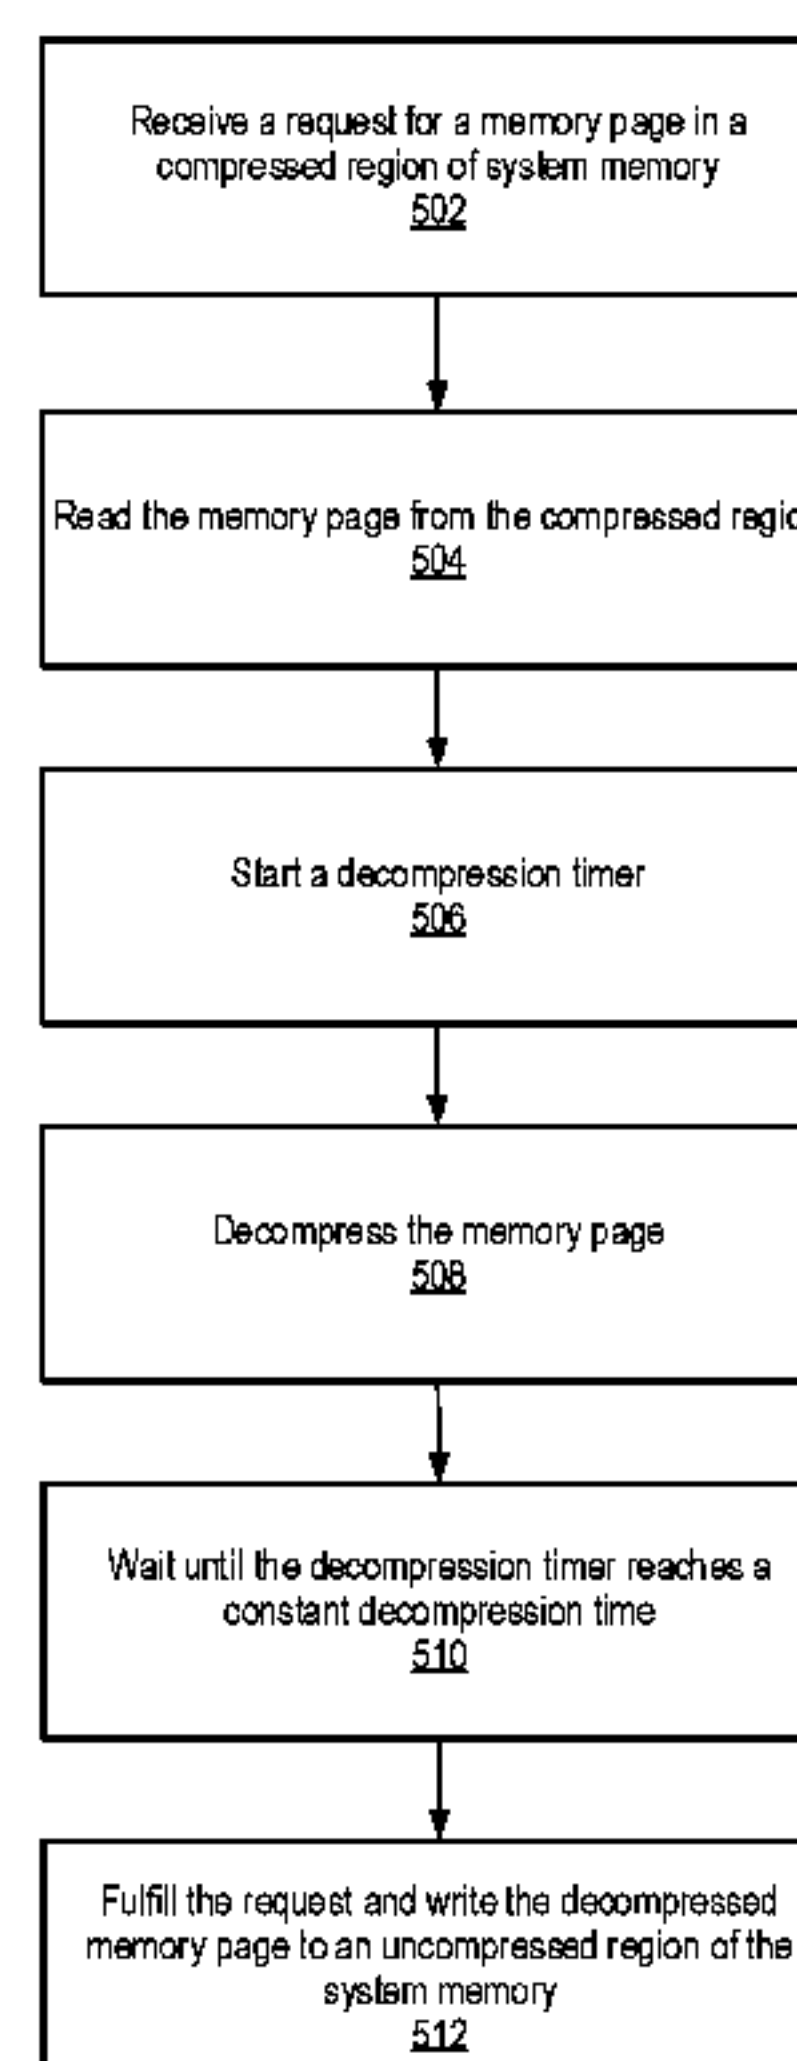 Receive a request for a memory page in a
compressed region of system memory
502
Read the memory page from the compressed regio
504
Start a decompression timer
506
Decompress the memory page
508
Wait until the decompression timer reaches a
constant decompression time
510
Fulfill the request and write the decompressed
memory page to an uncompressed region of the
system memory
512